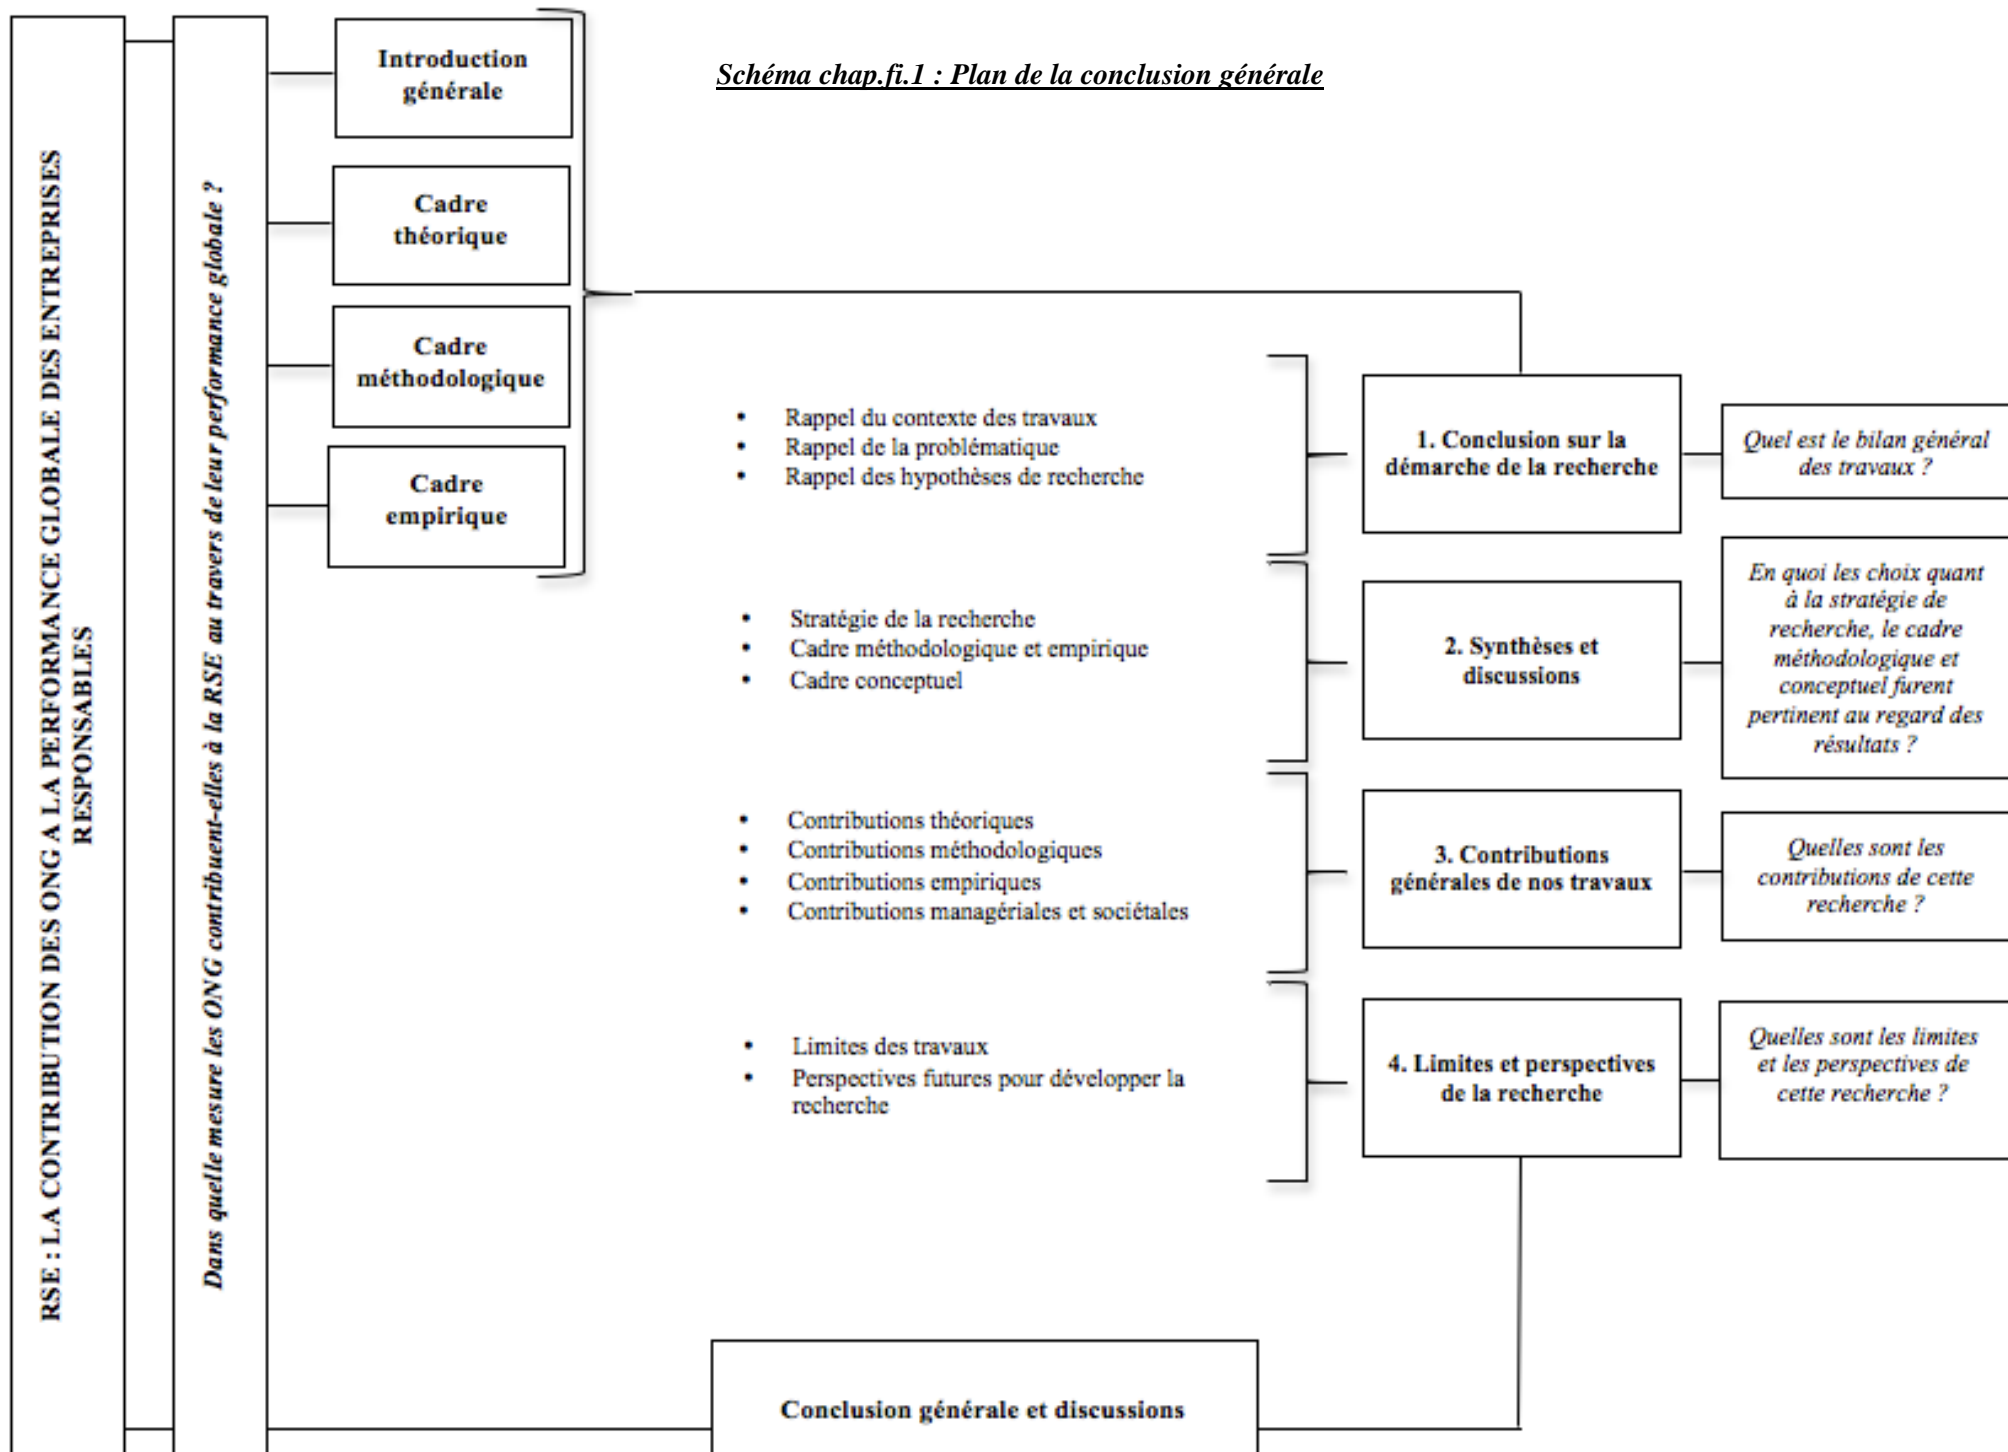 Schéma chap.fi.1 : Plan de la conclusion générale
RSE : LA CONTRIBUTION DES ONG A LA PERFORMANCE GLOBALE DES ENTREPRISES
RESPONSABLES
Dans quelle mesure les ONG contribuent-elles à la RSE au travers de leur performance globale ?
Introduction
générale
Cadre
théorique
Cadre
méthodologique
Cadre
empirique
• Rappel du contexte des travaux
• Rappel de la problématique
• Rappel des hypothèses de recherche
1. Conclusion sur la
démarche de la recherche
Quel est le bilan général
des travaux ?
• Stratégie de la recherche
• Cadre méthodologique et empirique
• Cadre conceptuel
2. Synthèses et
discussions
En quoi les choix quant
à la stratégie de
recherche, le cadre
méthodologique et
conceptuel furent
pertinent au regard des
résultats ?
• Contributions théoriques
• Contributions méthodologiques
• Contributions empiriques
• Contributions managériales et sociétales
3. Contributions
générales de nos travaux
Quelles sont les
contributions de cette
recherche ?
• Limites des travaux
• Perspectives futures pour développer la
recherche
4. Limites et perspectives
de la recherche
Quelles sont les limites
et les perspectives de
cette recherche ?
Conclusion générale et discussions